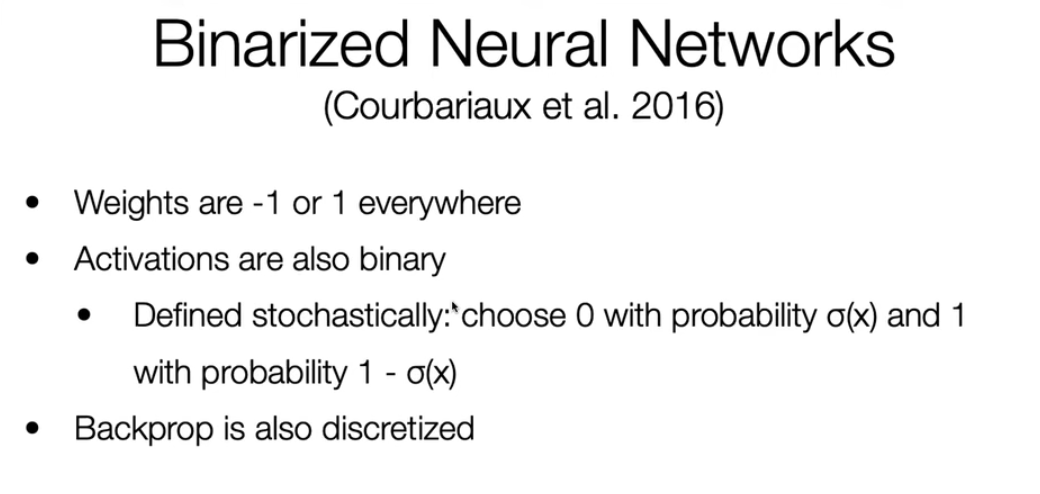 Binarized Neural Networks
(Courbariaux et al. 2016)
• Weights are -1 or 1 everywhere
• Activations are also binary
• Defined stochastically: choose 0 with probability σ(x) and 1
with probability 1 - σ(x)
• Backprop is also discretized